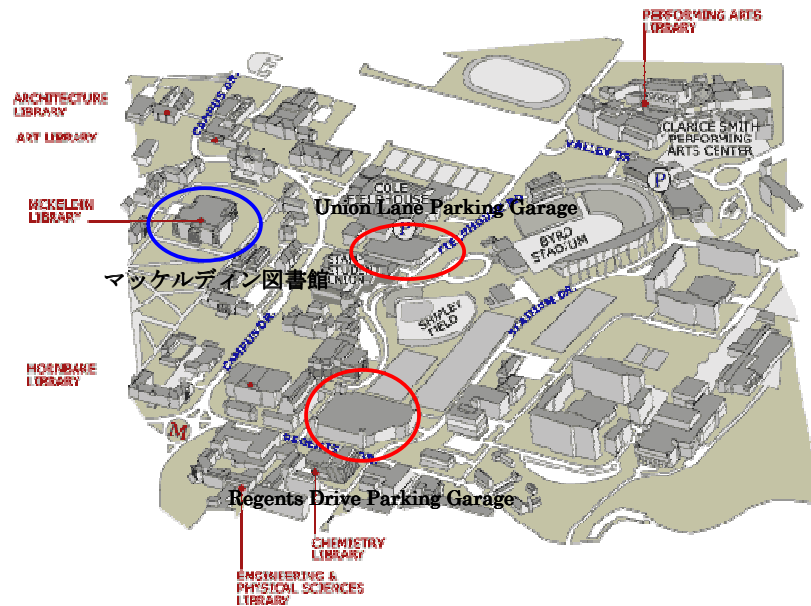 PERFORMING ARTS
LIBRARY
ARCHITECTURE
LIBRARY
CAMPUS DR.
ART LIBRARY
CLARICE SMITH
PERFORMING
ARTS CENTER
VALLEY DR
P
COLE
FIELD HOUSE
MCKELDIN
LIBRARY
Union Lane Parking Garage
P
BYRD
STADIUM
マッケルディン図書館
STADIUM DR.
SHIPLEY
FIELD
CAMPUS DR.
HORNBAKE
LIBRARY
M
REGENTS DR.
Regents Drive Parking Garage
CHEMISTRY
LIBRARY
ENGINEERING &
PHYSICAL SCIENCES
LIBRARY